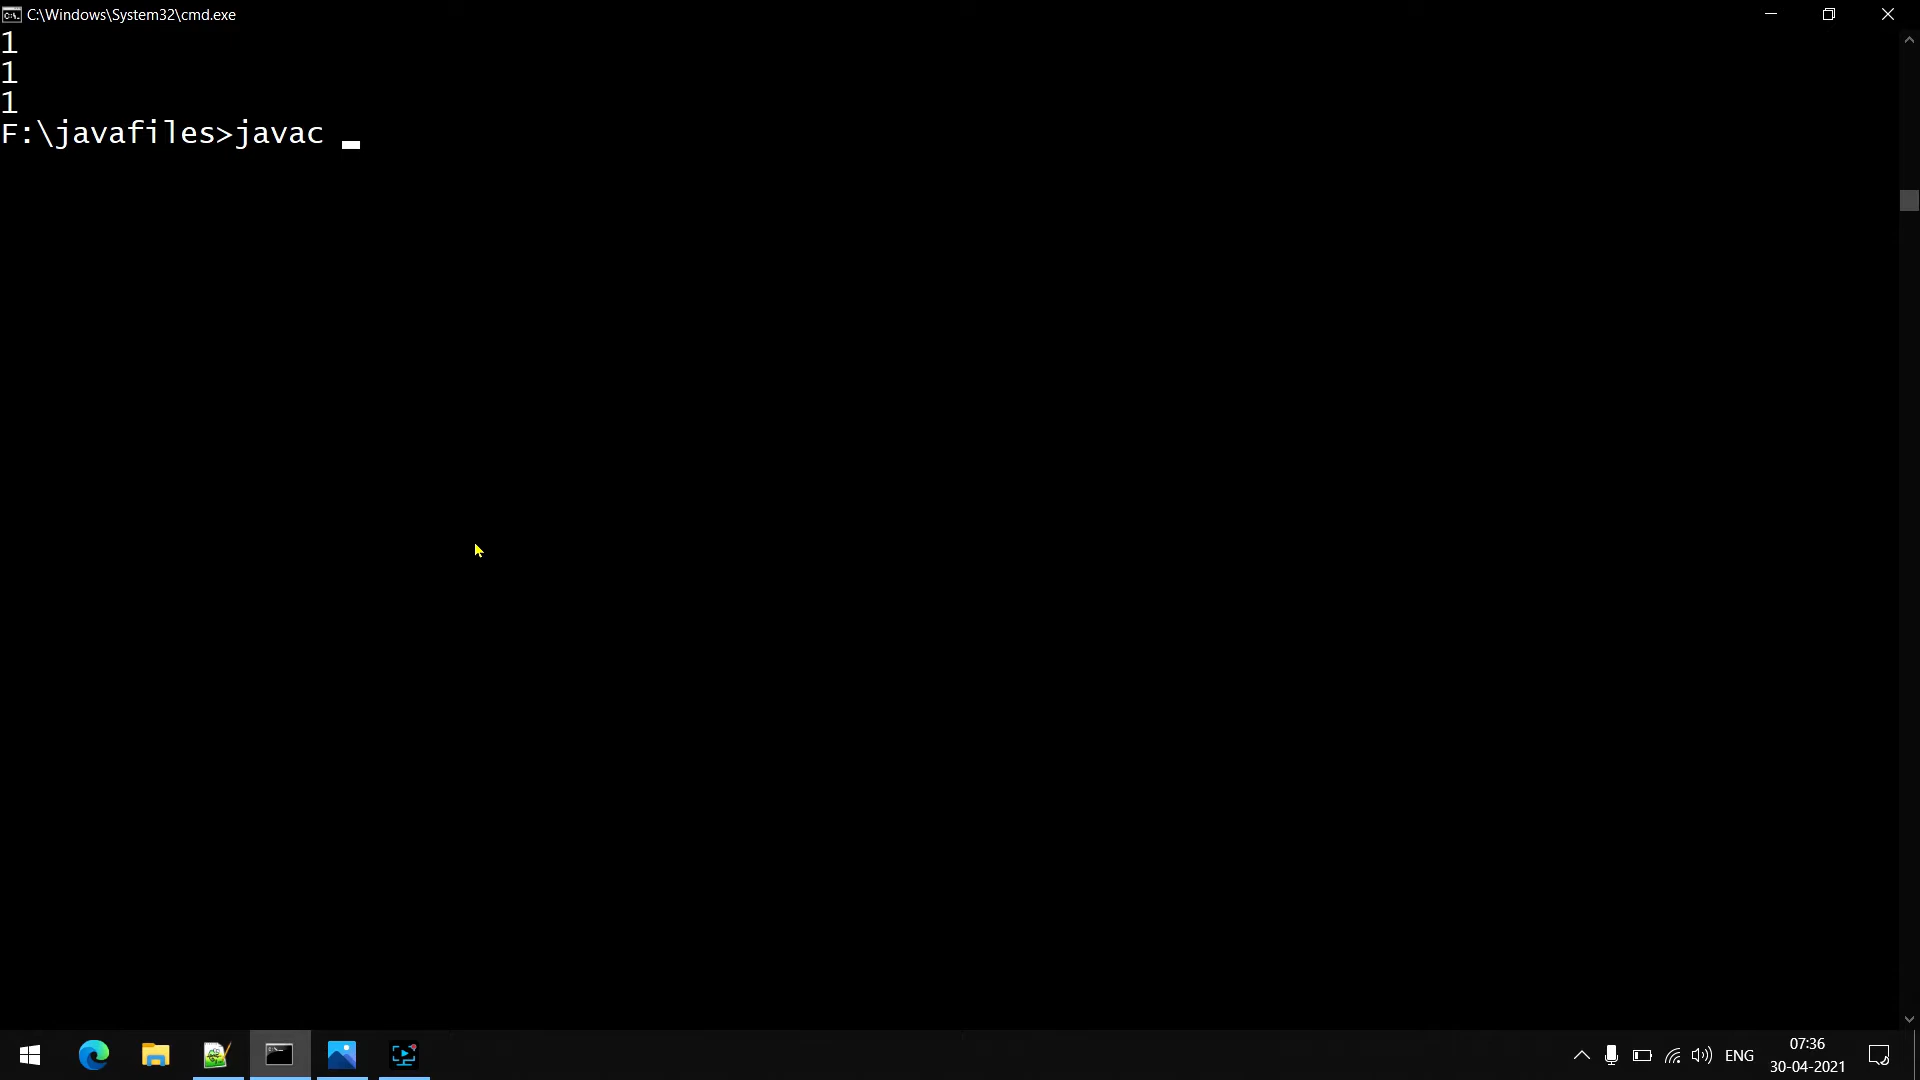 C:\Windows\System32\cmd.exe
1
1
1
F:\javafiles>javac
ENG
07:36
30-04-2021